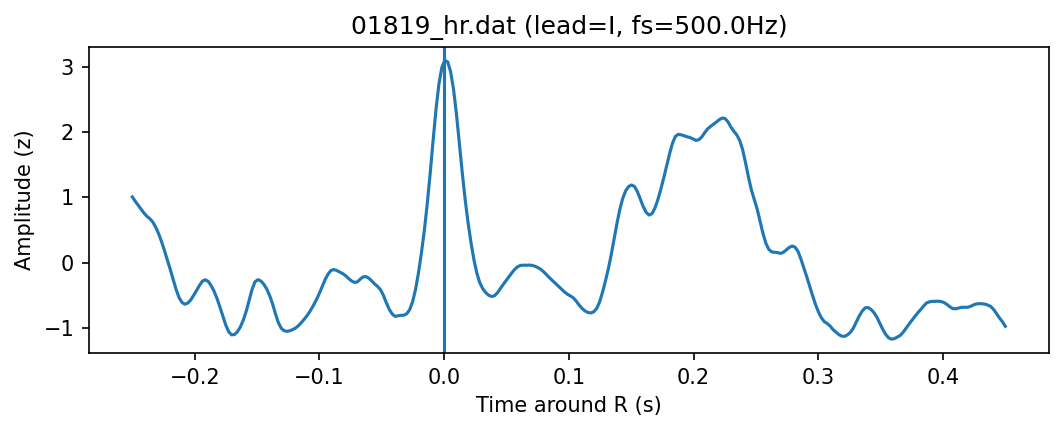 01819_hr.dat (lead=I, fs=500.0Hz)
3
2
1
0
−1
Amplitude (z)
−0.2 −0.1 0.0 0.1 0.2 0.3 0.4
Time around R (s)